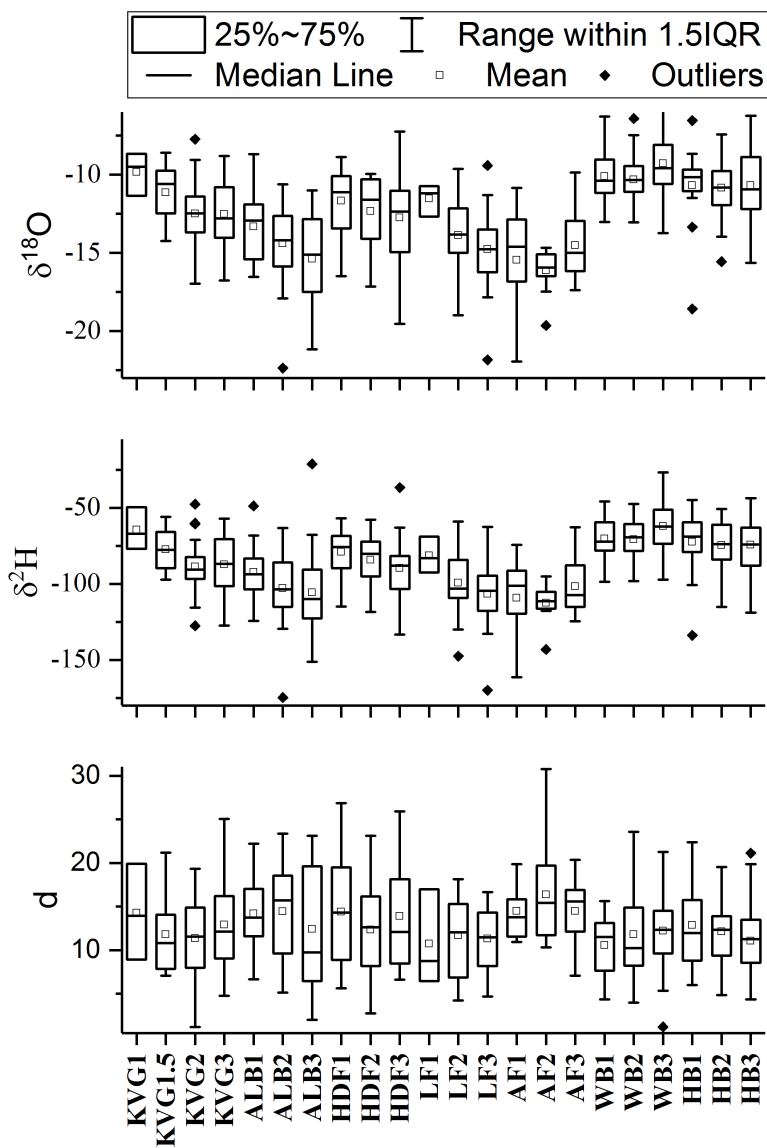 25%~75% Range within 1.5IQR
Median Line Mean Outliers
-10
-15
-20
δ18O
-50
-100
-150
δ2H
30
20
10
d
KVG1
KVG1.5
KVG2
KVG3
ALB1
ALB2
ALB3
HDF1
HDF2
HDF3
LF1
LF2
LF3
AF1
AF2
AF3
WB1
WB2
WB3
HB1
HB2
HB3